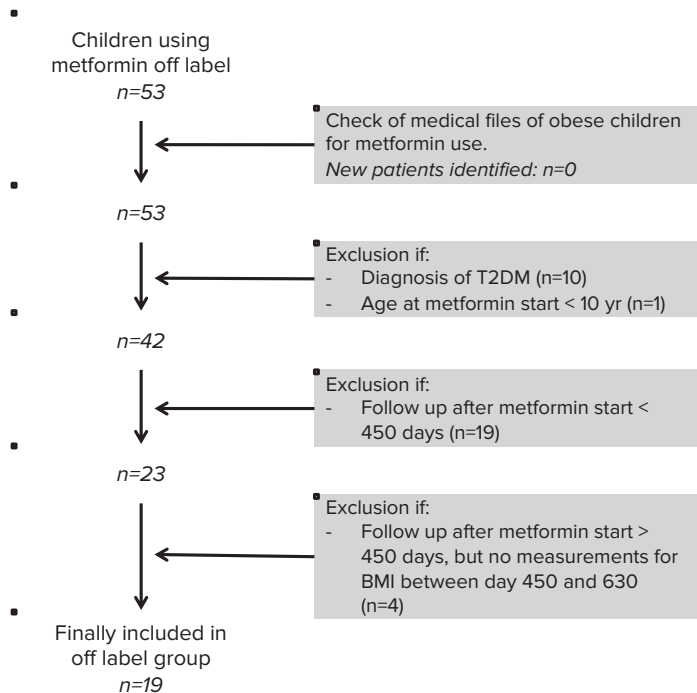 Children using
metformin off label
n=53
Check of medical files of obese children
for metformin use.
New patients identified: n=0
n=53
Exclusion if:
- Diagnosis of T2DM (n=10)
- Age at metformin start < 10 yr (n=1)
n=42
Exclusion if:
- Follow up after metformin start <
450 days (n=19)
n=23
Exclusion if:
- Follow up after metformin start >
450 days, but no measurements for
BMI between day 450 and 630
(n=4)
Finally included in
off label group
n=19